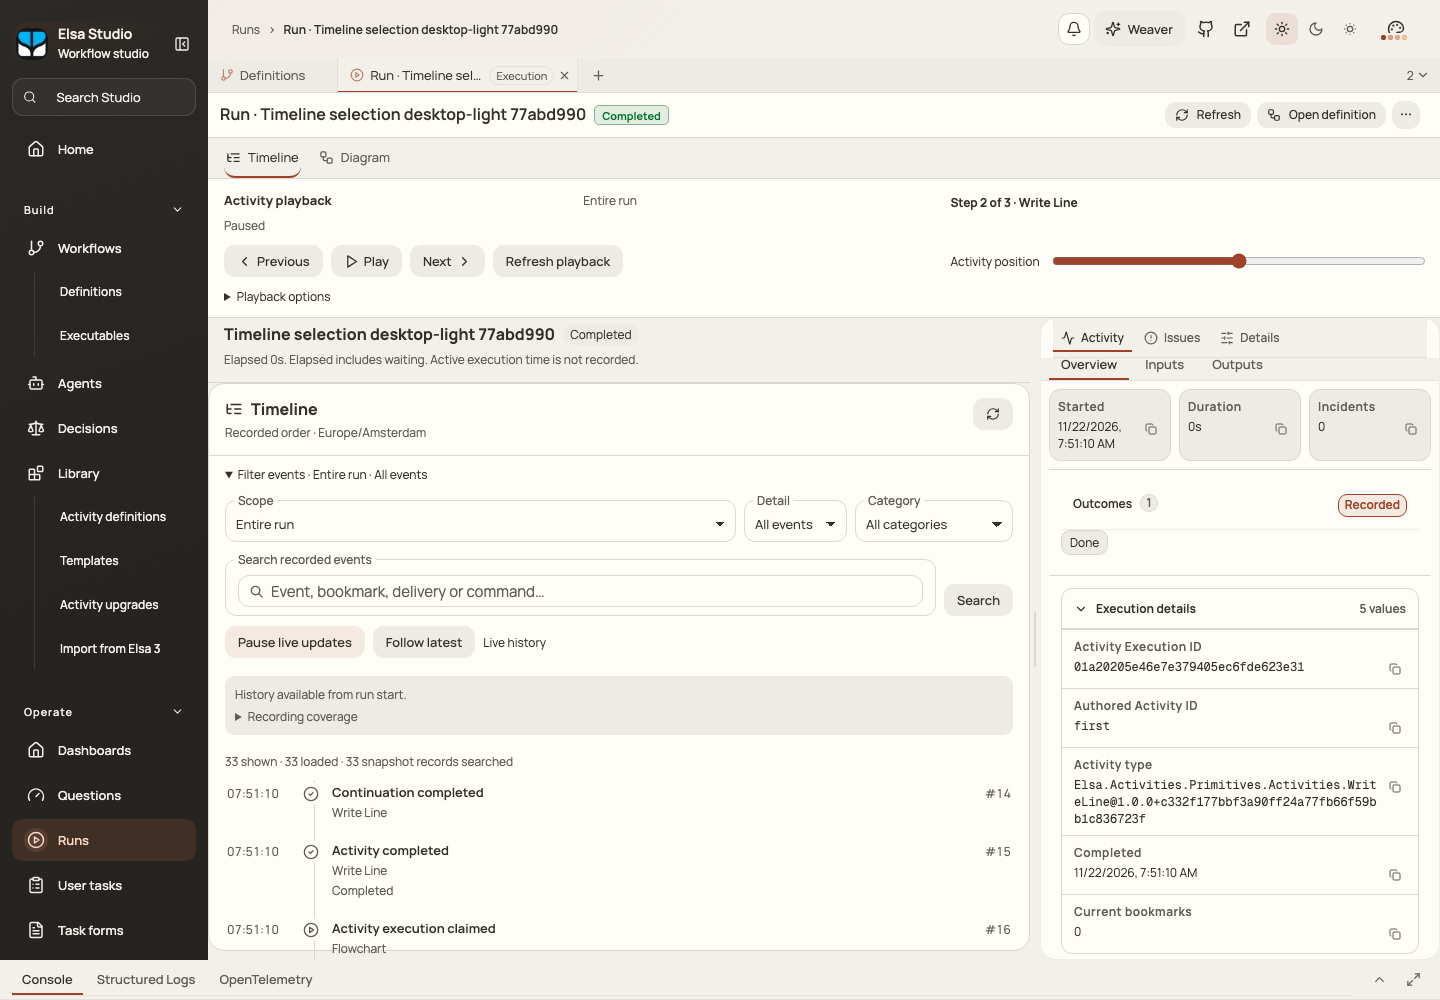 Elsa Studio
Workflow studio
Search Studio
Home
Build
Workflows
Definitions
Executables
Agents
Decisions
Library
Activity definitions
Templates
Activity upgrades
Import from Elsa 3
Operate
Dashboards
Questions
Runs
User tasks
Task forms
Runs › Run · Timeline selection desktop-light 77abd990
Weaver
Definitions
Run · Timeline sel... Execution
2
Run · Timeline selection desktop-light 77abd990 Completed
Refresh
Open definition
Timeline
Diagram
Activity playback
Entire run
Step 2 of 3 · Write Line
Paused
Previous
Play
Next
Refresh playback
Activity position
Playback options
Timeline selection desktop-light 77abd990 Completed
Elapsed 0s. Elapsed includes waiting. Active execution time is not recorded.
Timeline
Recorded order · Europe/Amsterdam
Filter events · Entire run · All events
Scope
Entire run
Detail
All events
Category
All categories
Search recorded events
Event, bookmark, delivery or command...
Search
Pause live updates
Follow latest
Live history
History available from run start.
Recording coverage
33 shown · 33 loaded · 33 snapshot records searched
07:51:10 Continuation completed #14
Write Line
07:51:10 Activity completed #15
Write Line
Completed
07:51:10 Activity execution claimed #16
Flowchart
Activity
Issues
Details
Overview
Inputs
Outputs
Started
11/22/2026,
7:51:10 AM
Duration
0s
Incidents
0
Outcomes 1
Recorded
Done
Execution details
5 values
Activity Execution ID
01a20205e46e7e379405ec6fde623e31
Authored Activity ID
first
Activity type
Elsa.Activities.Primitives.Activities.Writ
eLine@1.0.0+c332f177bbf3a90ff24a77fb66f59b
b1c836723f
Completed
11/22/2026, 7:51:10 AM
Current bookmarks
0
Console
Structured Logs
OpenTelemetry